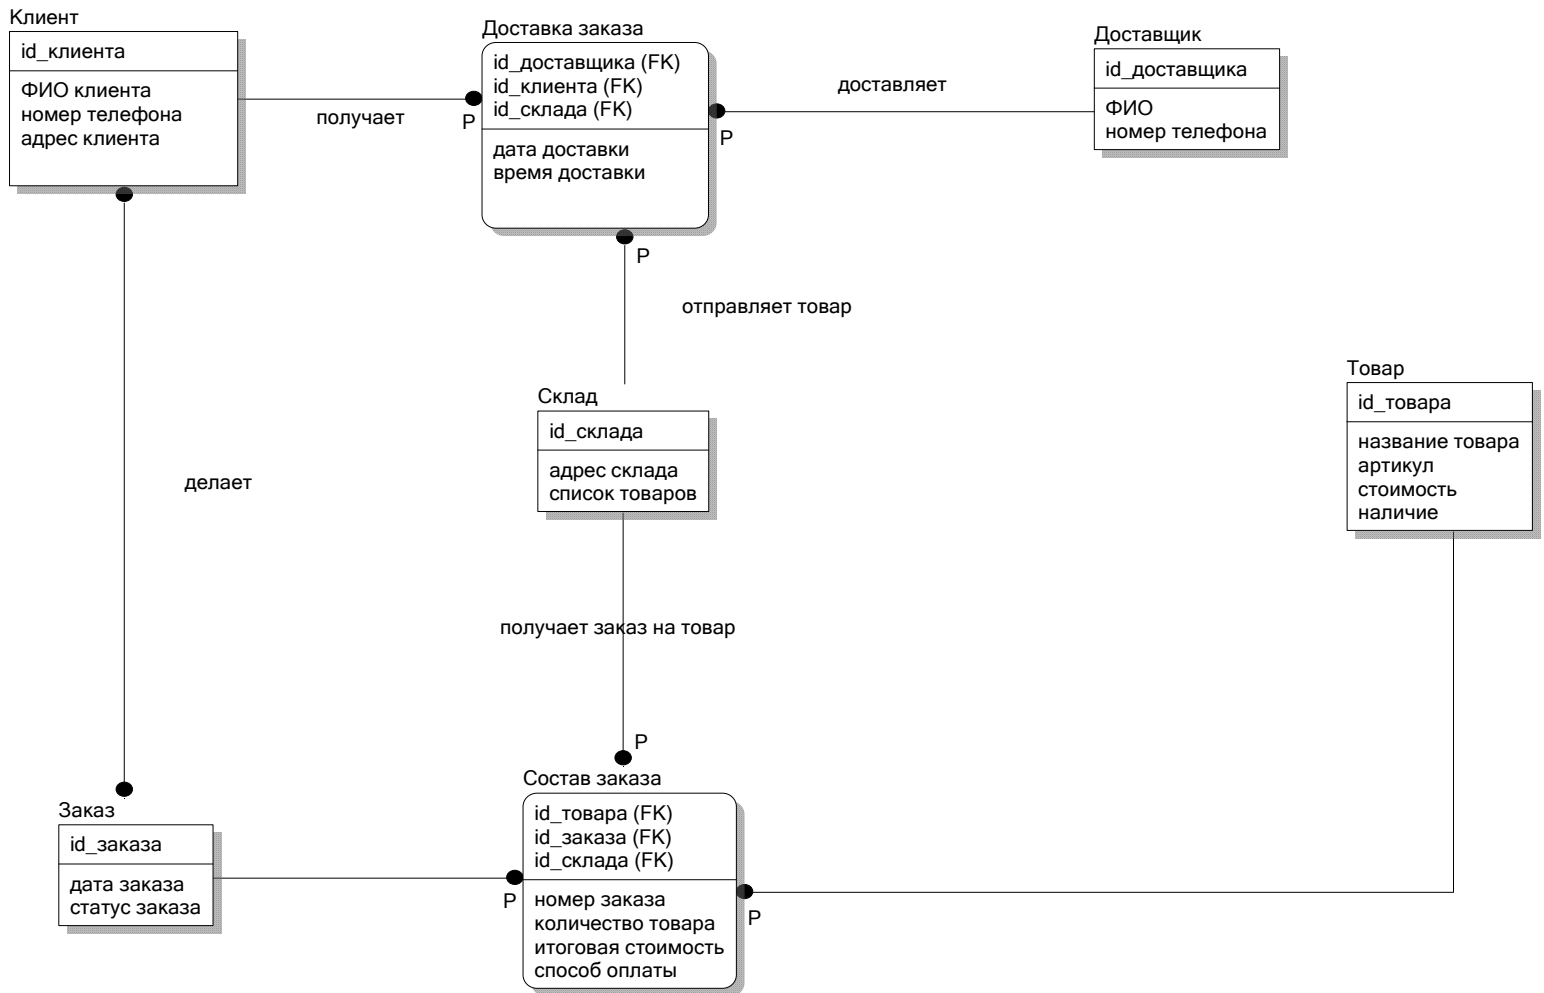 Клиент
id_клиента
ФИО клиента
номер телефона
адрес клиента
получает
P
Доставка заказа
id_доставщика (FK)
id_клиента (FK)
id_склада (FK)
дата доставки
время доставки
P
доставляет
Доставщик
id_доставщика
ФИО
номер телефона
P
отправляет товар
Склад
id_склада
адрес склада
список товаров
Товар
id_товара
название товара
артикул
стоимость
наличие
делает
получает заказ на товар
P
Заказ
id_заказа
дата заказа
статус заказа
P
Состав заказа
id_товара (FK)
id_заказа (FK)
id_склада (FK)
номер заказа
количество товара
итоговая стоимость
способ оплаты
P